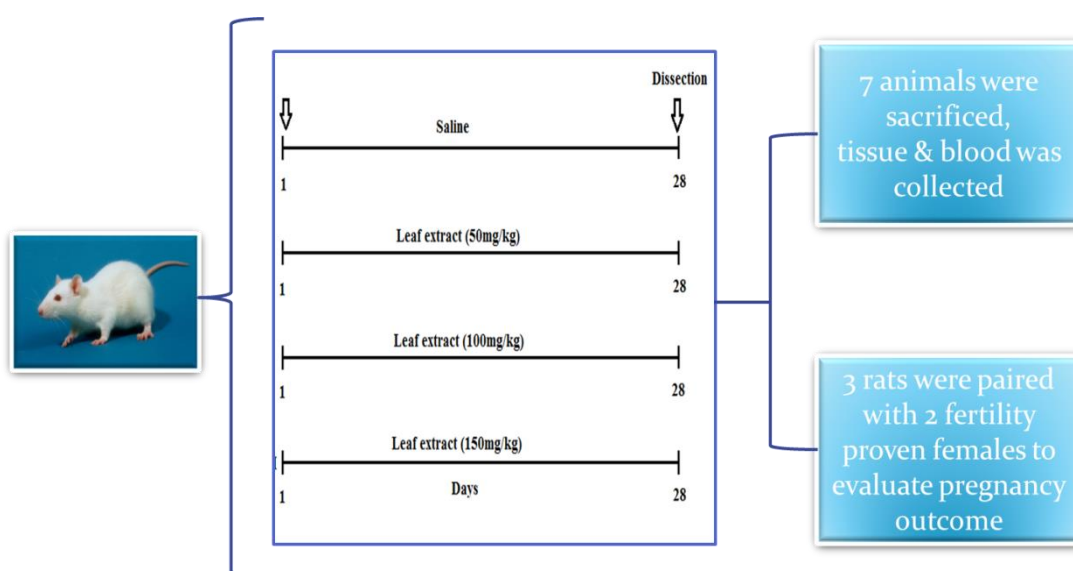 Dissection
Saline
1
28
Leaf extract (50mg/kg)
1
28
Leaf extract (100mg/kg)
1
28
Leaf extract (150mg/kg)
1
Days
28
7 animals were
sacrificed,
tissue & blood was
collected
3 rats were paired
with 2 fertility
proven females to
evaluate pregnancy
outcome